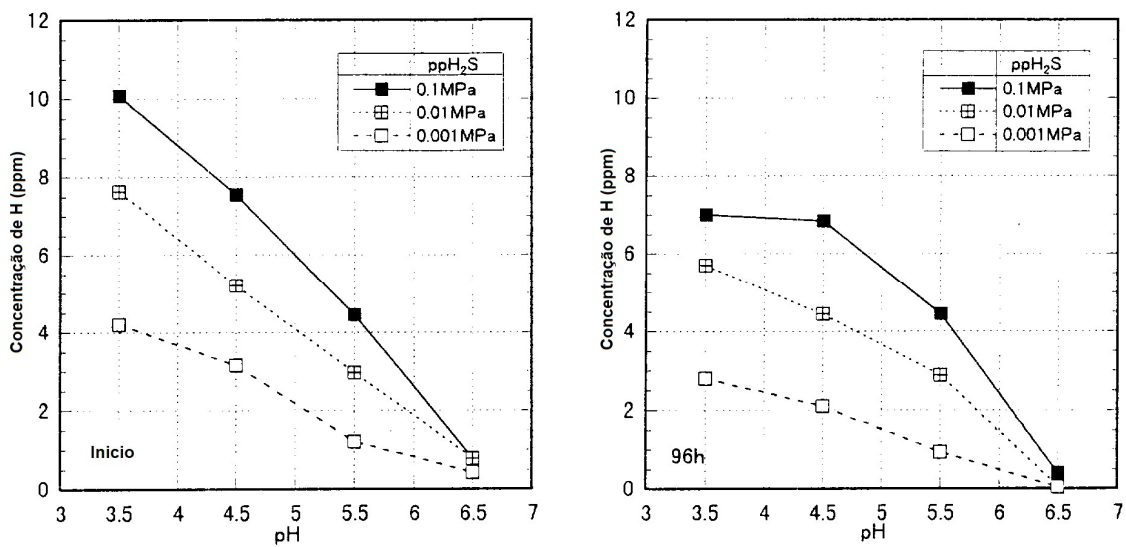 12
10
8
6
4
2
0
Concentração de H (ppm)
ppH₂S
0.1MPa
0.01MPa
0.001MPa
Inicio
3 3.5 4 4.5 5 5.5 6 6.5 7
pH
12
10
8
6
4
2
0
Concentração de H (ppm)
ppH₂S
0.1MPa
0.01MPa
0.001MPa
96h
3 3.5 4 4.5 5 5.5 6 6.5 7
pH